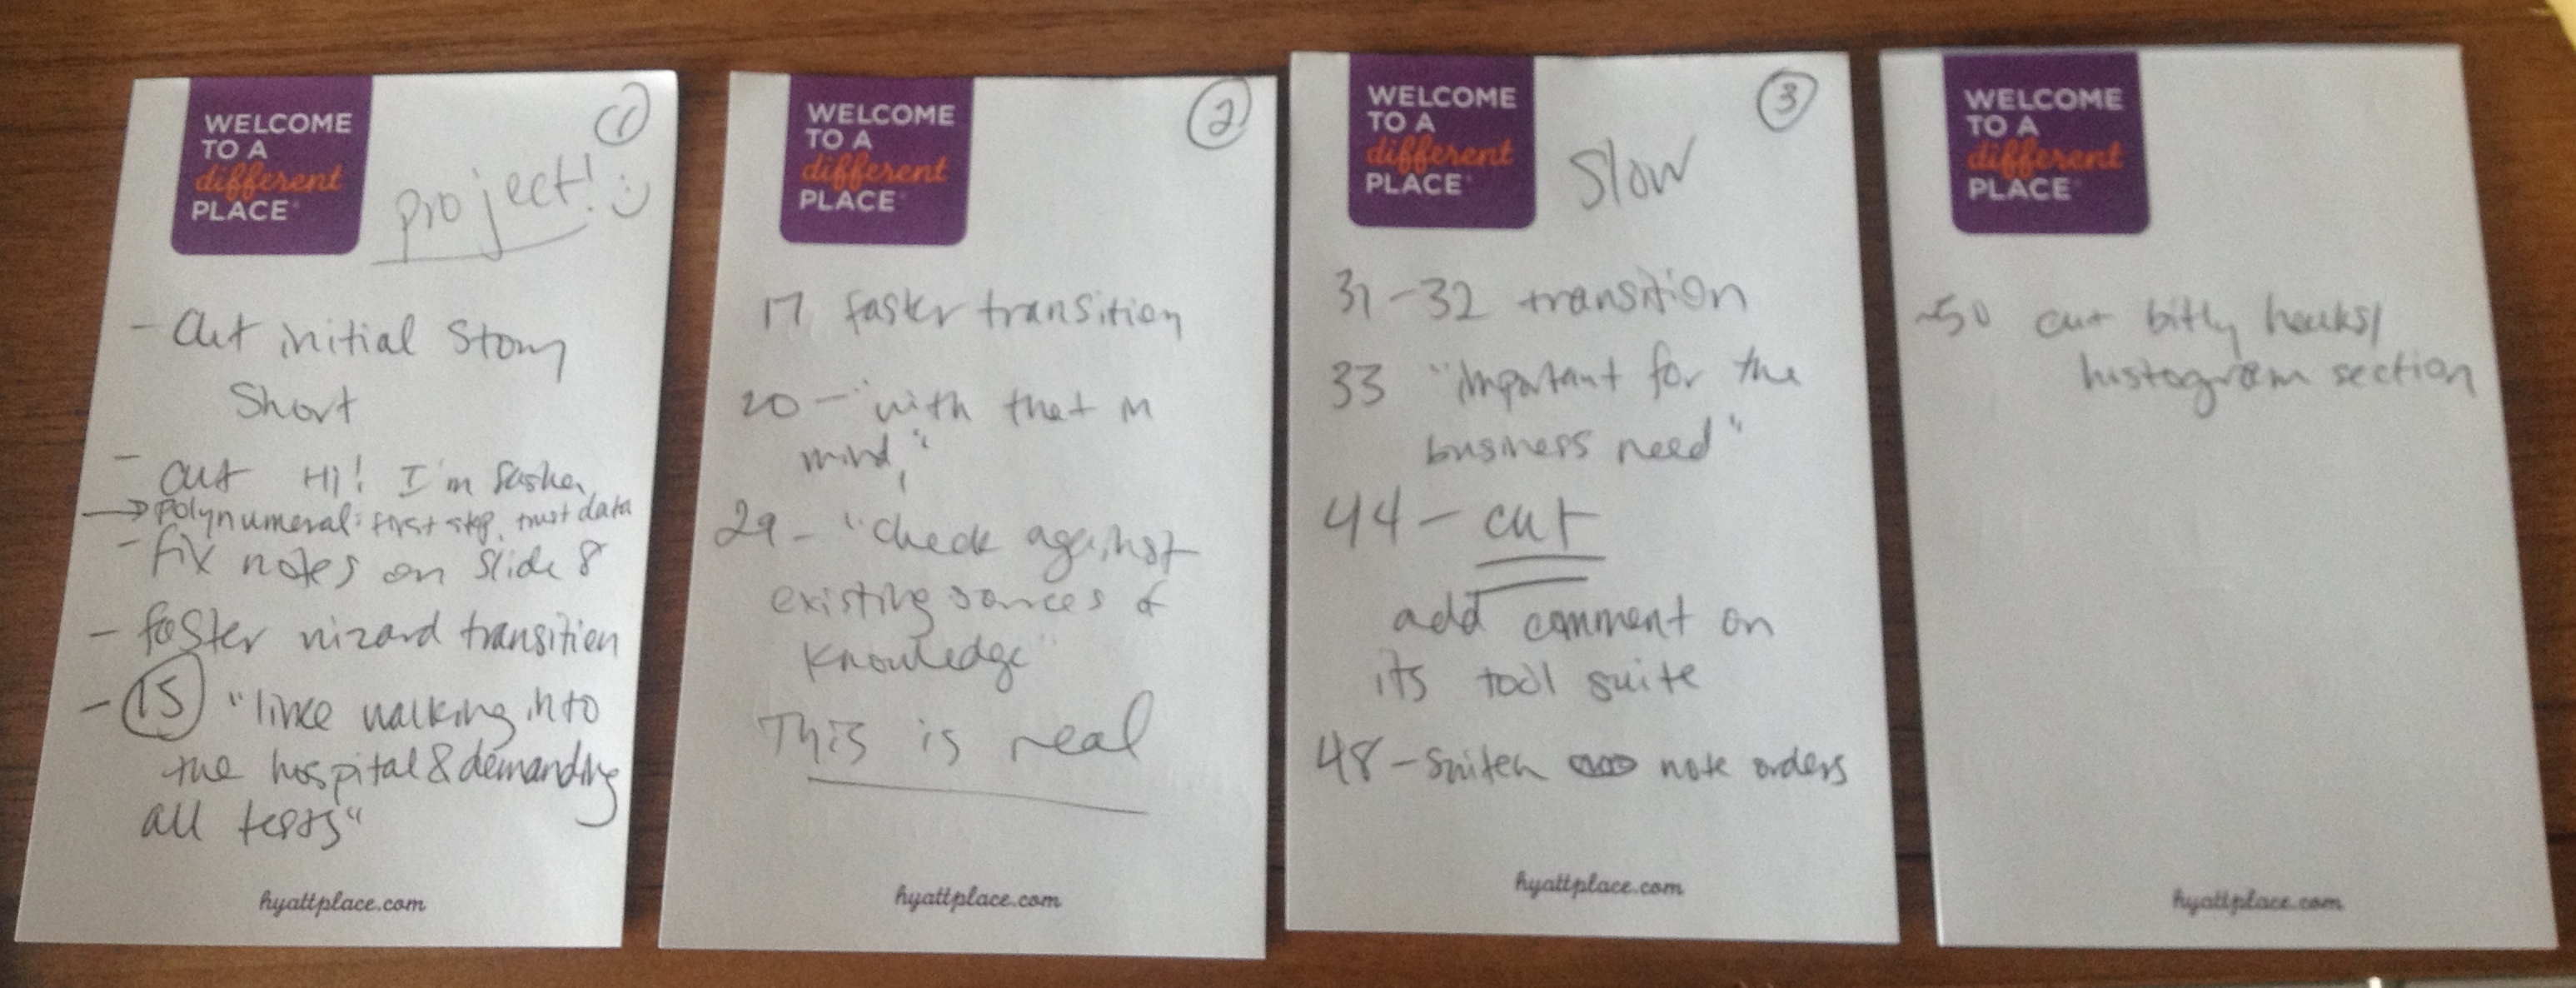 WELCOME
TO A
different
PLACE
①
project! :)
- cut initial story
short
- cut Hi! I'm Sasha,
→ polynumeral: first step, trust data
- fix notes on slide 8
- faster wizard transition
- 15 "like walking into
the hospital & demanding
all tests"
hyattplace.com
WELCOME
TO A
different
PLACE
②
17 faster transition
20 - "with that in
mind,"
29 - "check against
existing sources of
knowledge"
This is real
hyattplace.com
WELCOME
TO A
different
PLACE
③
Slow
31-32 transition
33 "important for the
business need"
44 - cut
add comment on
its tool suite
48 - switch note orders
hyattplace.com
WELCOME
TO A
different
PLACE
~50 cut bitly
histogram section
hyattplace.com